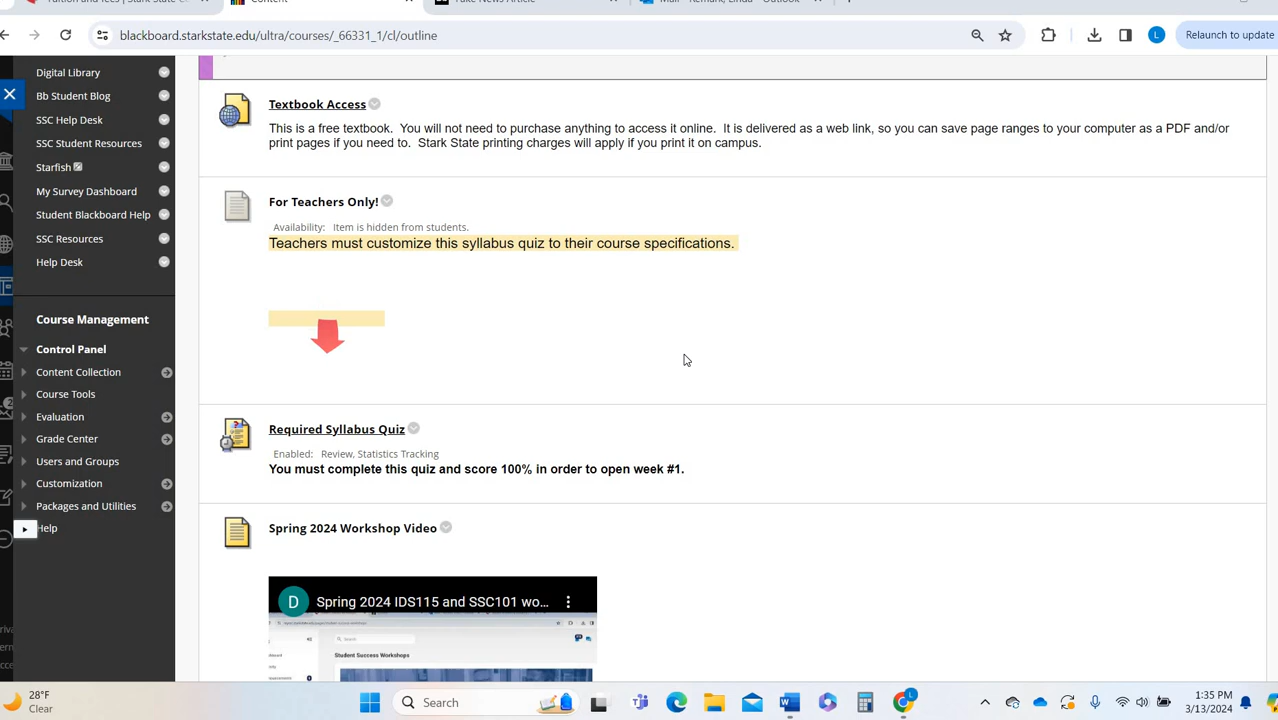 Content
Fake News Article
blackboard.starkstate.edu/ultra/courses/_66331_1/cl/outline
L
Relaunch to update
Digital Library
Bb Student Blog
SSC Help Desk
SSC Student Resources
Starfish
My Survey Dashboard
Student Blackboard Help
SSC Resources
Help Desk
Course Management
Control Panel
Content Collection
Course Tools
Evaluation
Grade Center
Users and Groups
Customization
Packages and Utilities
Help
Textbook Access
This is a free textbook. You will not need to purchase anything to access it online. It is delivered as a web link, so you can save page ranges to your computer as a PDF and/or
print pages if you need to. Stark State printing charges will apply if you print it on campus.
For Teachers Only!
Availability: Item is hidden from students.
Teachers must customize this syllabus quiz to their course specifications.
Required Syllabus Quiz
Enabled: Review, Statistics Tracking
You must complete this quiz and score 100% in order to open week #1.
Spring 2024 Workshop Video
D
Spring 2024 IDS115 and SSC101 wo...
Search
Student Success Workshops
28°F
Clear
Search
L
1:35 PM
3/13/2024